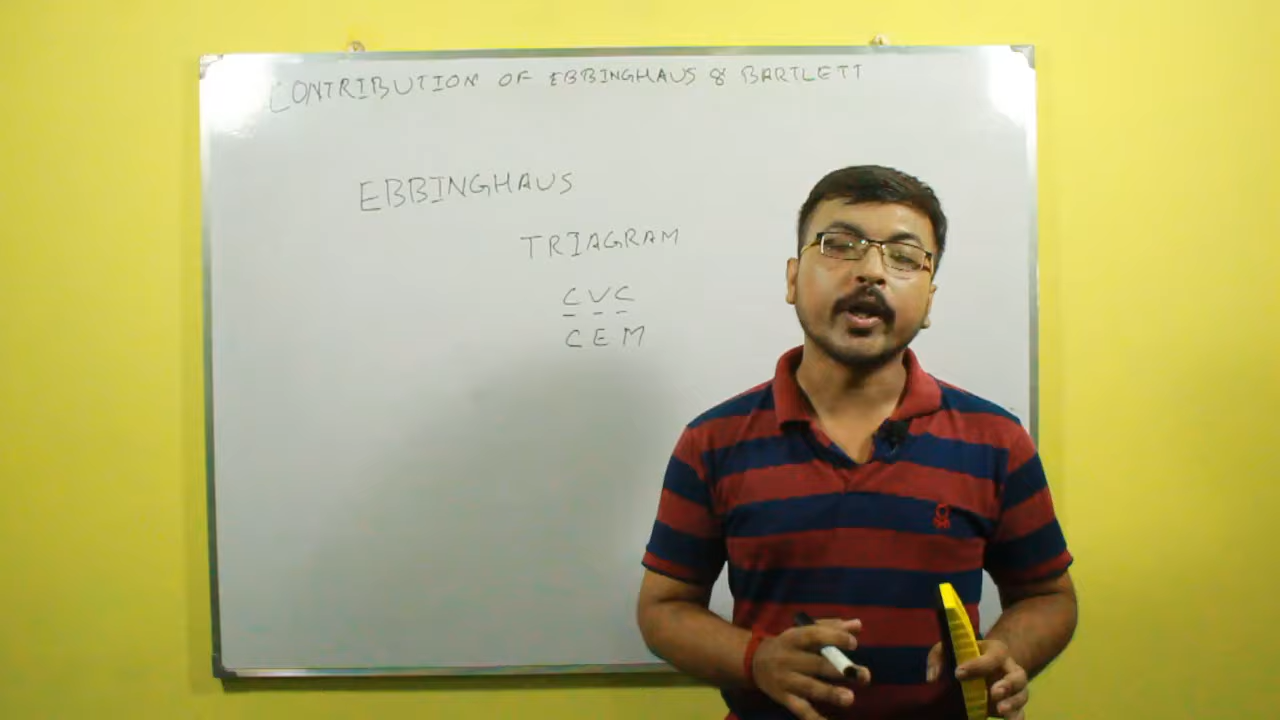 CONTRIBUTION OF EBBINGHAUS & BARTLETT
EBBINGHAUS
TRIAGRAM
CVC
CEM